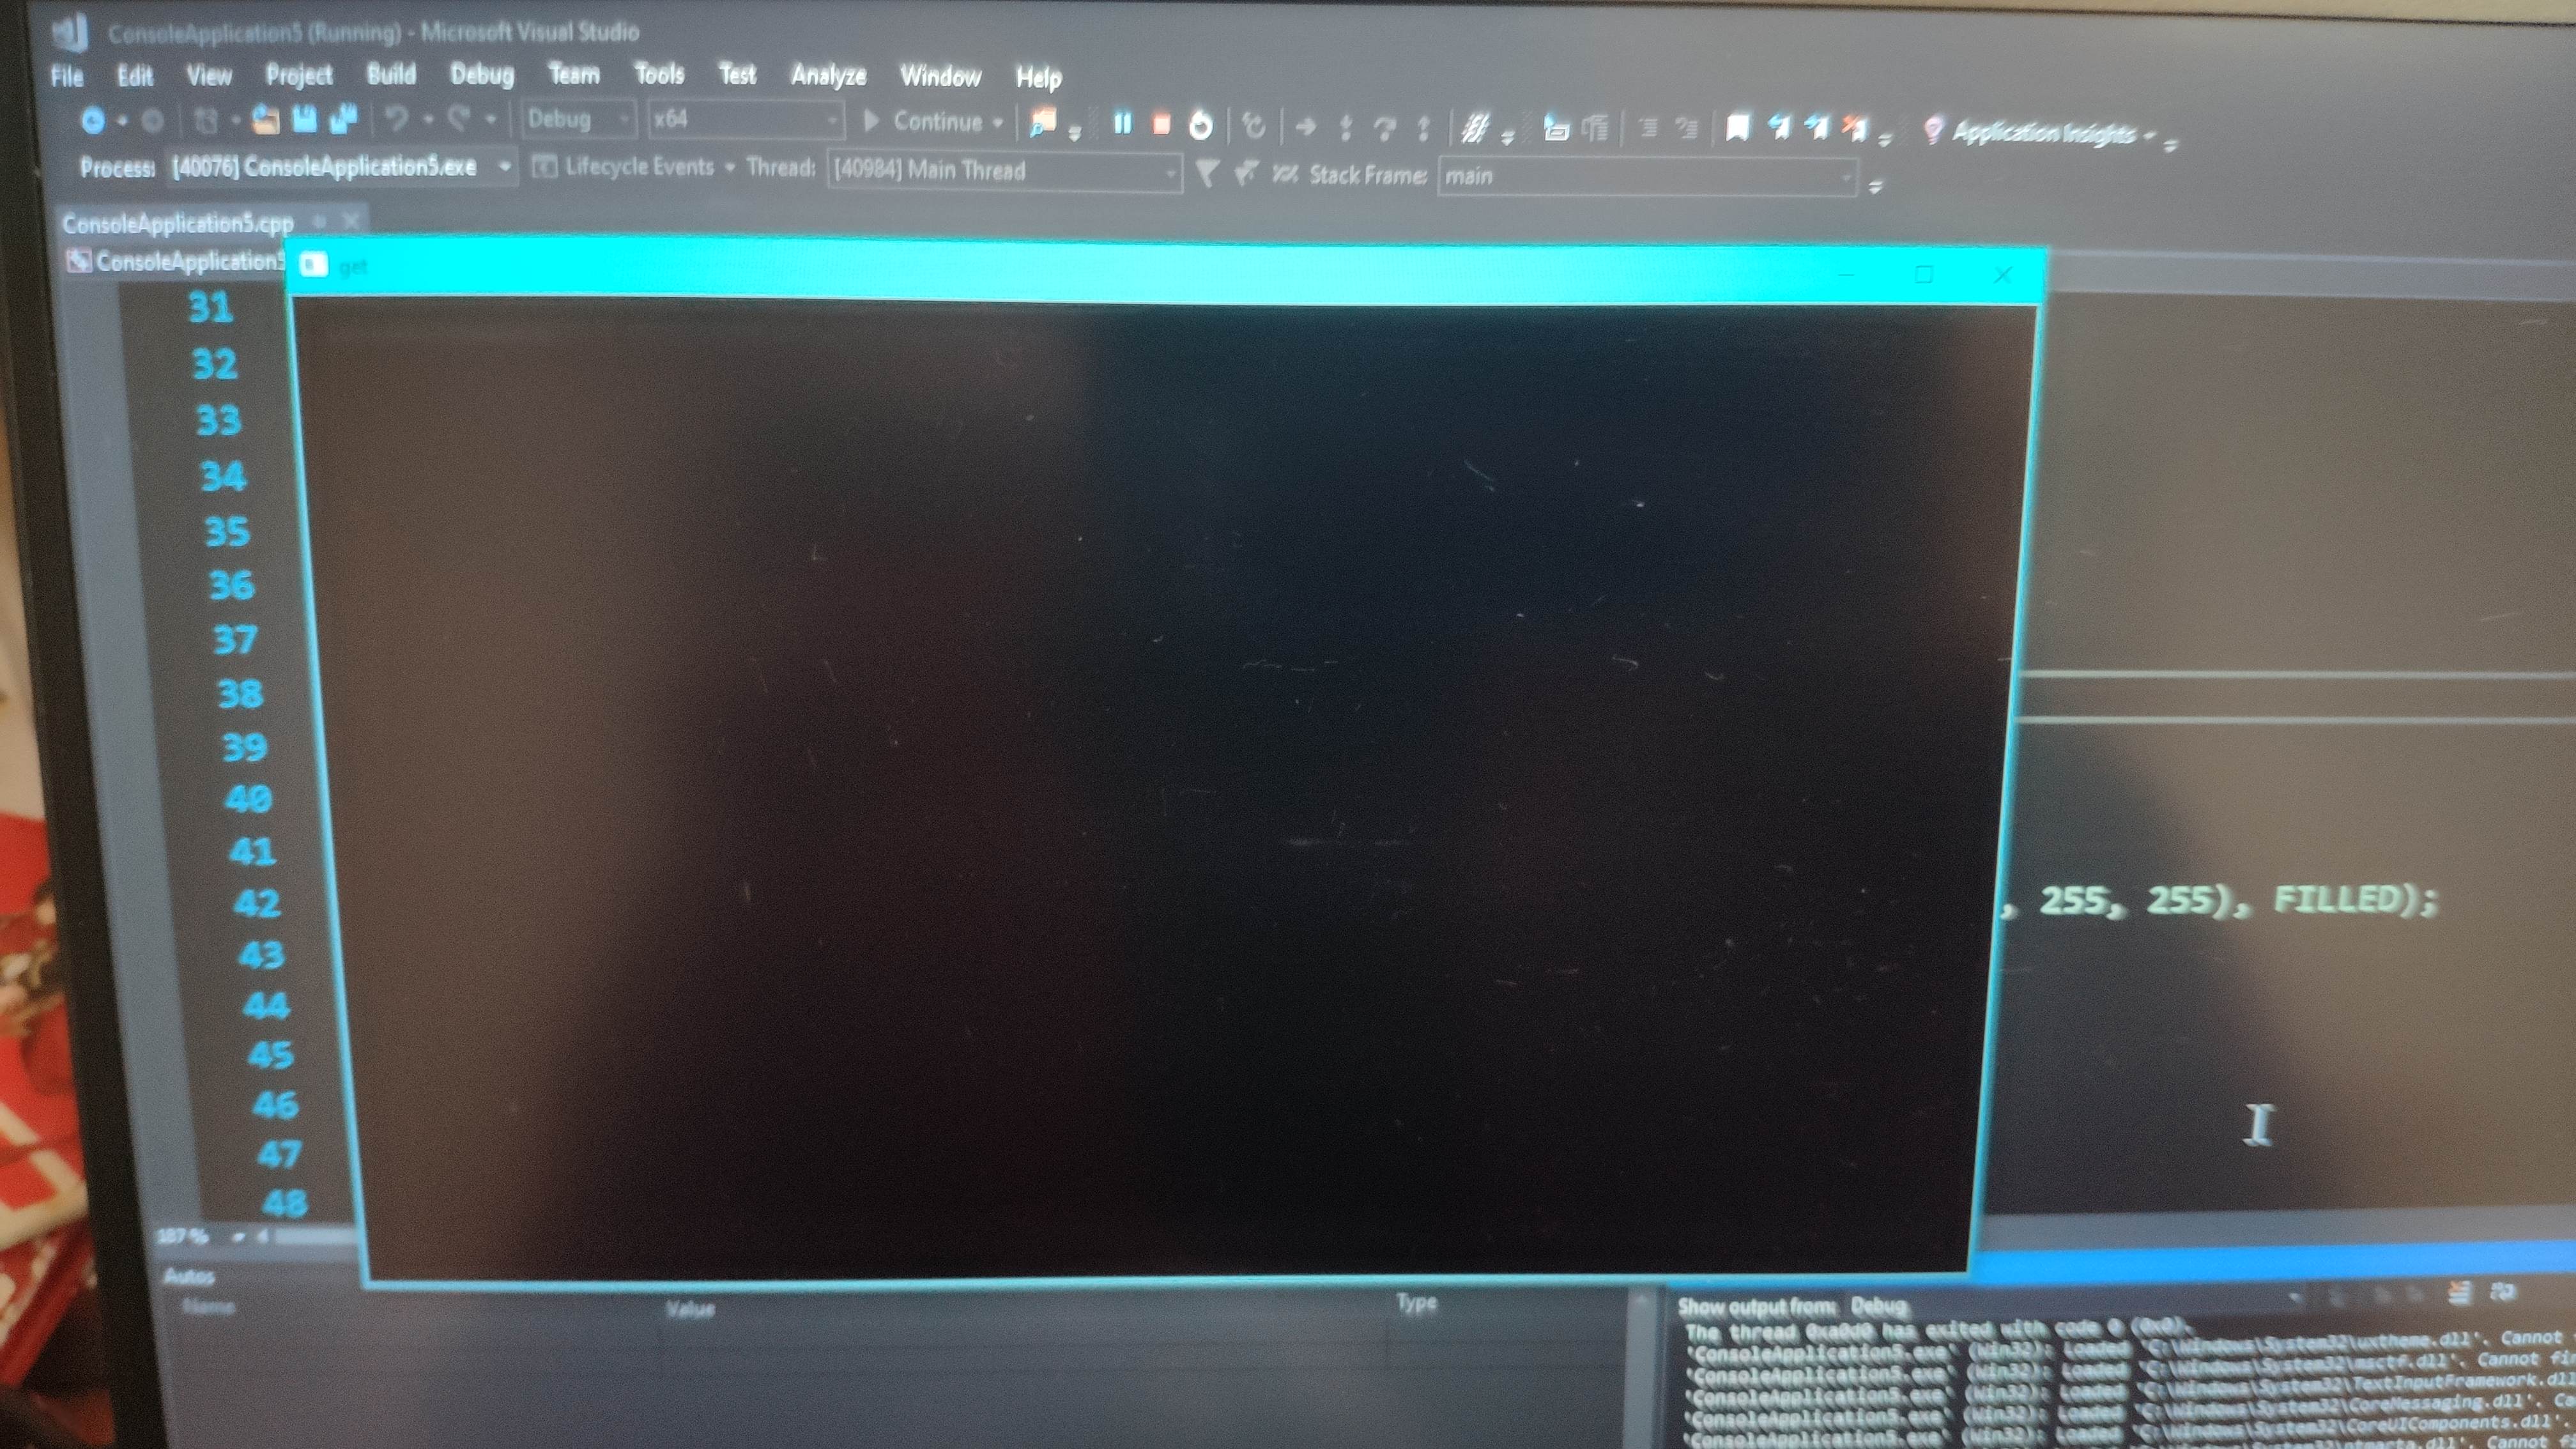 ConsoleApplication5 (Running) - Microsoft Visual Studio
File Edit View Project Build Debug Team Tools Test Analyze Window Help
Debug x64 Continue Application Insights
Process: [40076] ConsoleApplication5.exe Lifecycle Events Thread: [40984] Main Thread Stack Frame: main
ConsoleApplication5.cpp
ConsoleApplication5
get
31
32
33
34
35
36
37
38
39
40
41
42 , 255, 255), FILLED);
43
44
45
46
47
48
187 %
Autos
Name Value Type
Show output from: Debug
The thread 0xa0d0 has exited with code 0 (0x0).
'ConsoleApplication5.exe' (Win32): Loaded 'C:\Windows\System32\uxtheme.dll'. Cannot
'ConsoleApplication5.exe' (Win32): Loaded 'C:\Windows\System32\msctf.dll'. Cannot fin
'ConsoleApplication5.exe' (Win32): Loaded 'C:\Windows\System32\TextInputFramework.dll
'ConsoleApplication5.exe' (Win32): Loaded 'C:\Windows\System32\CoreMessaging.dll'. Ca
'ConsoleApplication5.exe' (Win32): Loaded 'C:\Windows\System32\CoreUIComponents.dll'.
'ConsoleApplication5.exe' (Win32): Loaded